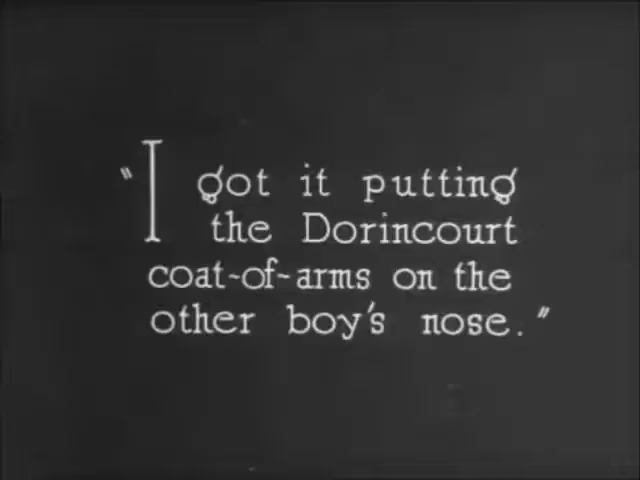 "I got it putting
the Dorincourt
coat-of-arms on the
other boy's nose."